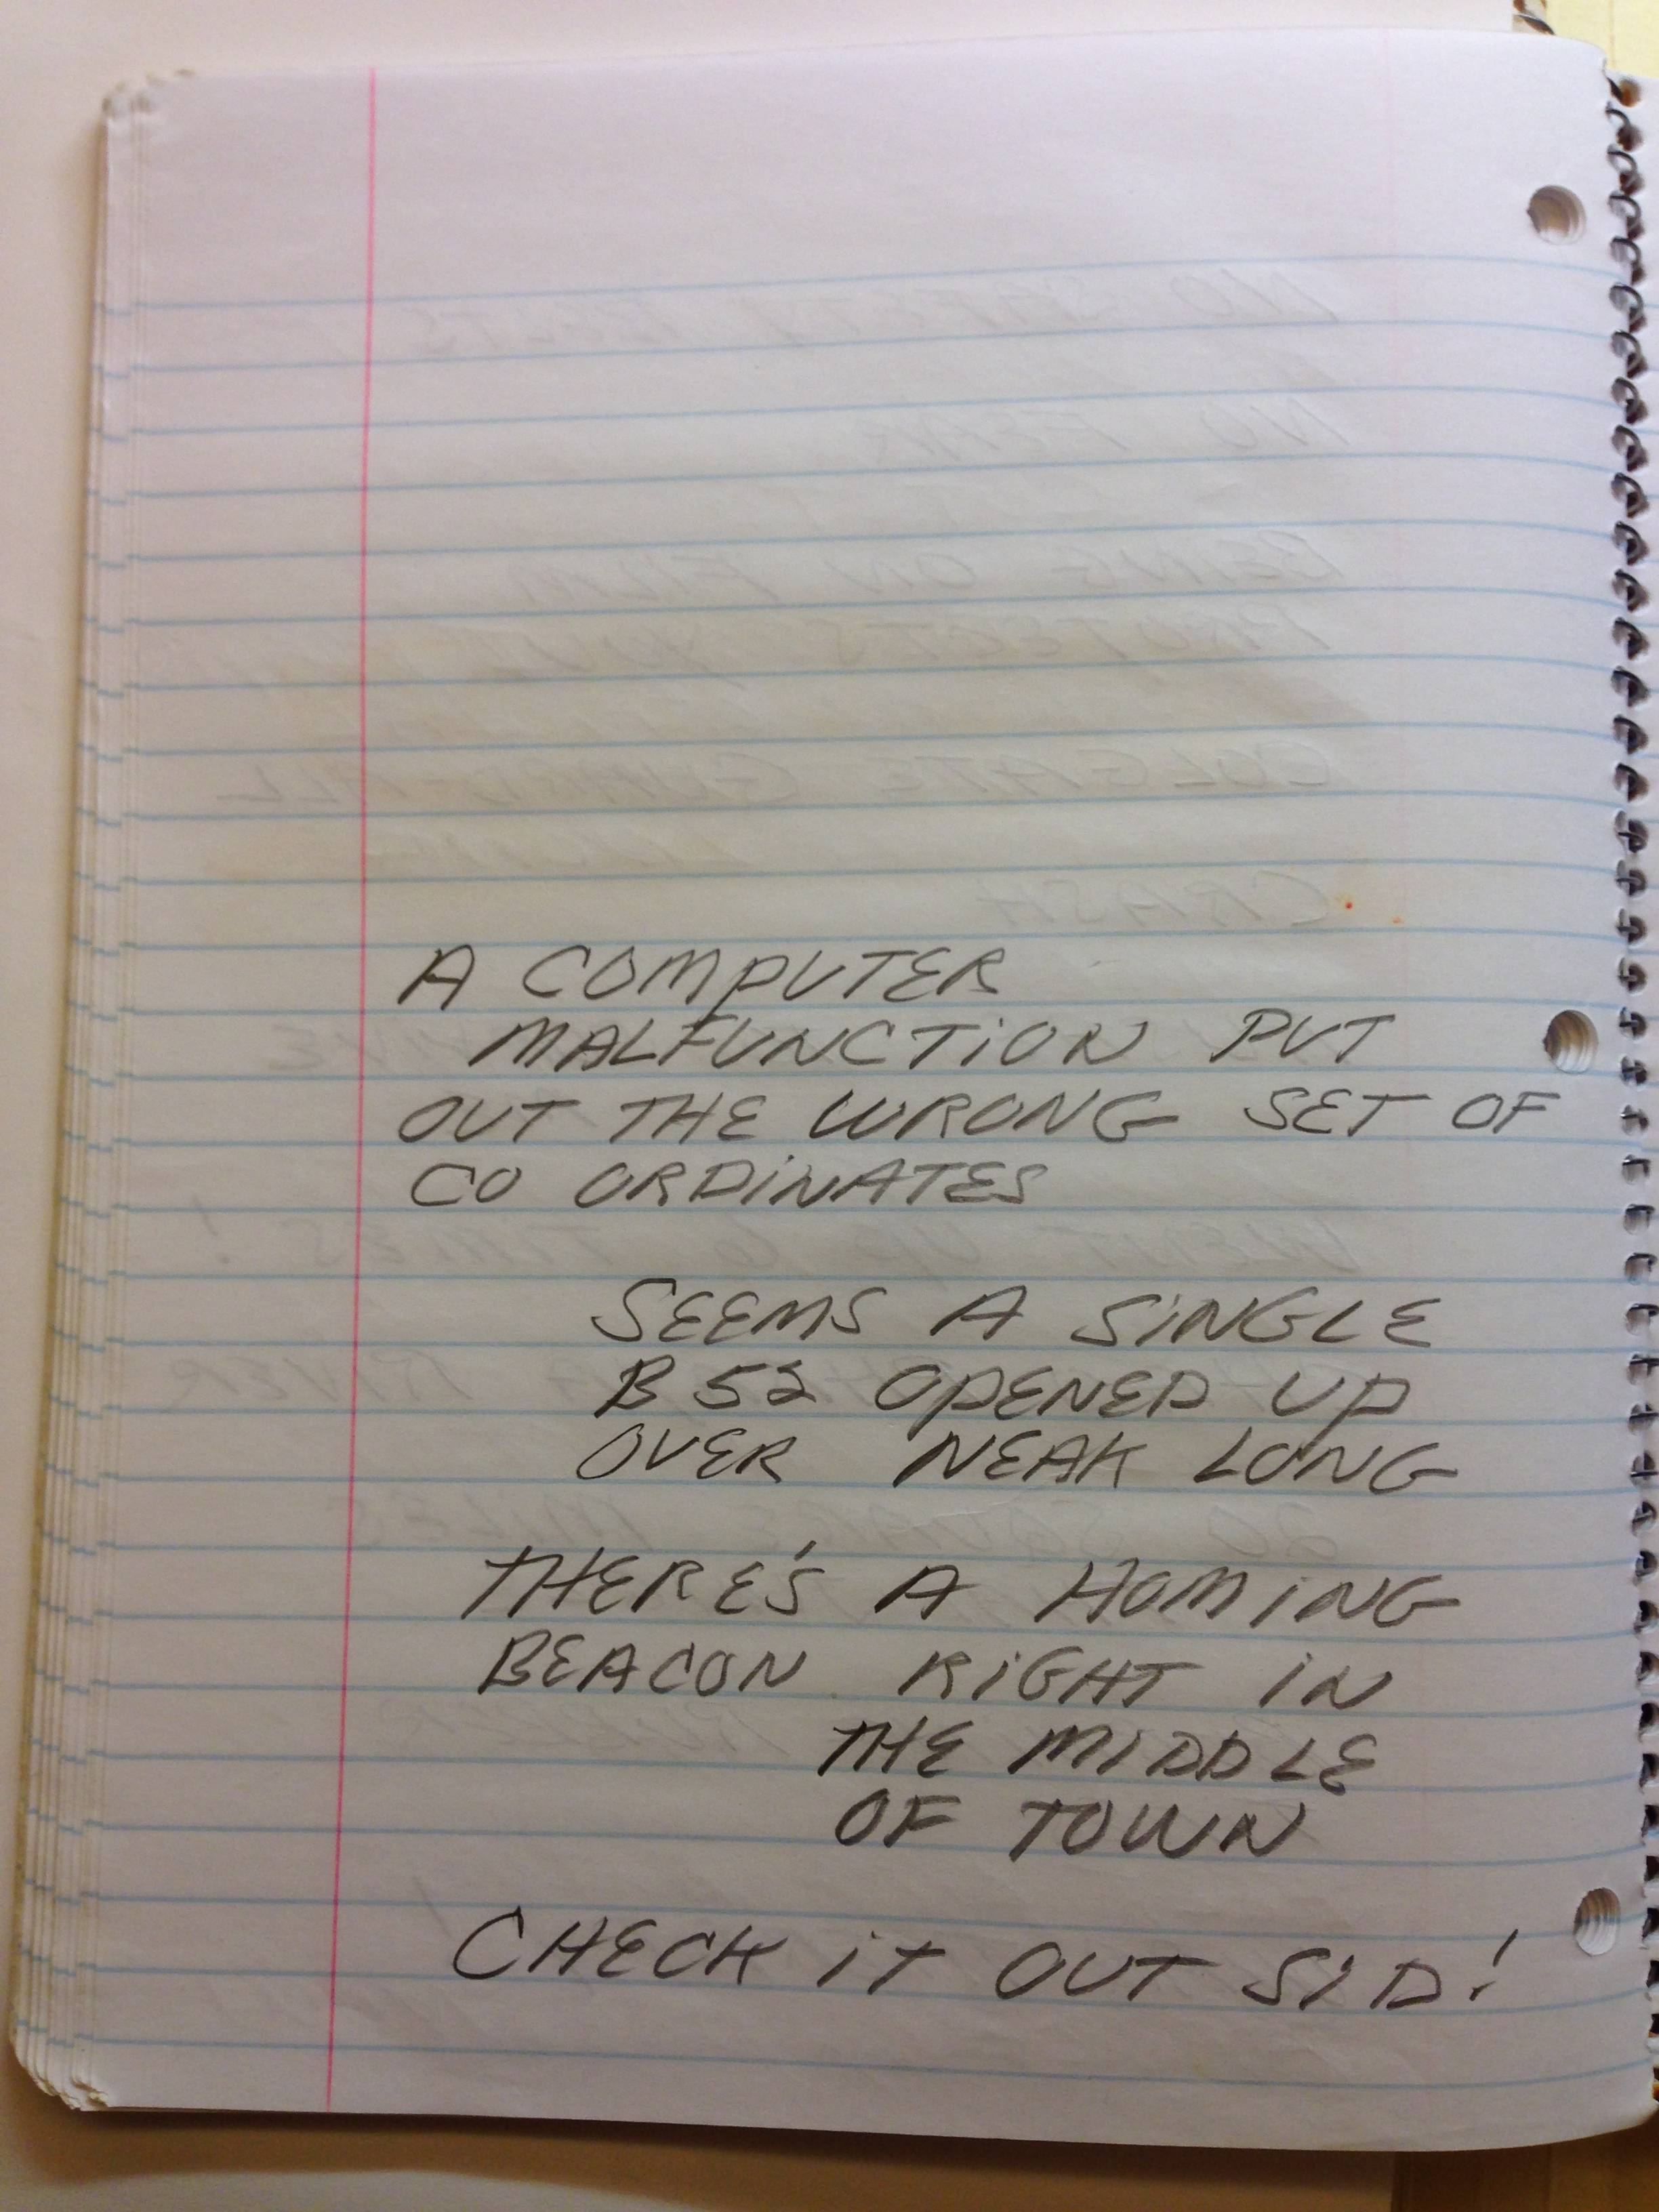 A COMPUTER
MALFUNCTION PUT
OUT THE WRONG SET OF
CO ORDINATES
SEEMS A SINGLE
B 52 OPENED UP
OVER NEAK LONG
THERE'S A HOMING
BEACON RIGHT IN
THE MIDDLE
OF TOWN
CHECK IT OUT SID!